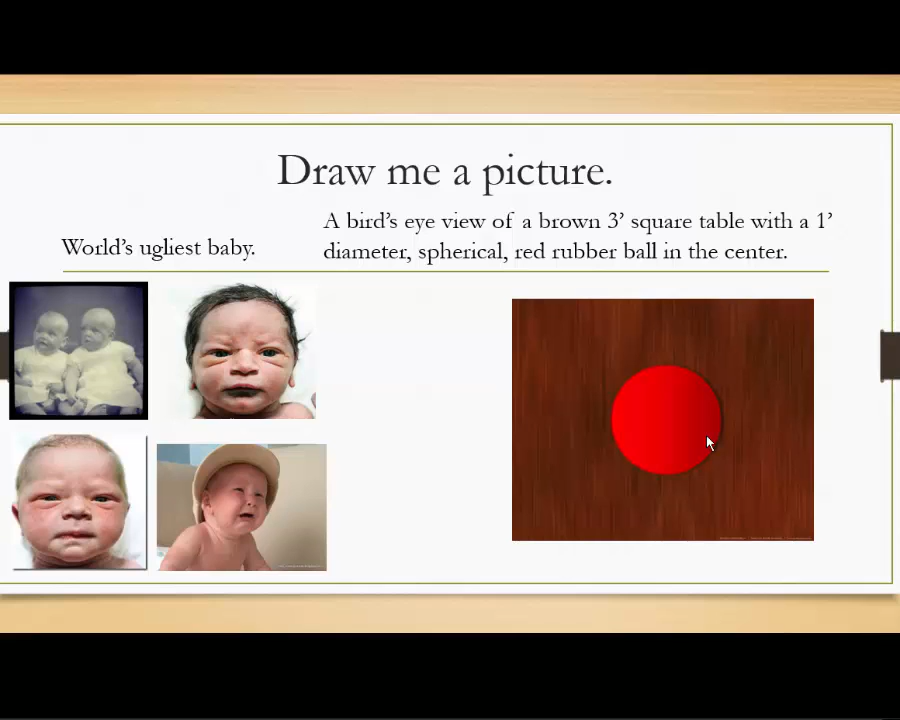 Draw me a picture.
World's ugliest baby.
A bird's eye view of a brown 3' square table with a 1'
diameter, spherical, red rubber ball in the center.